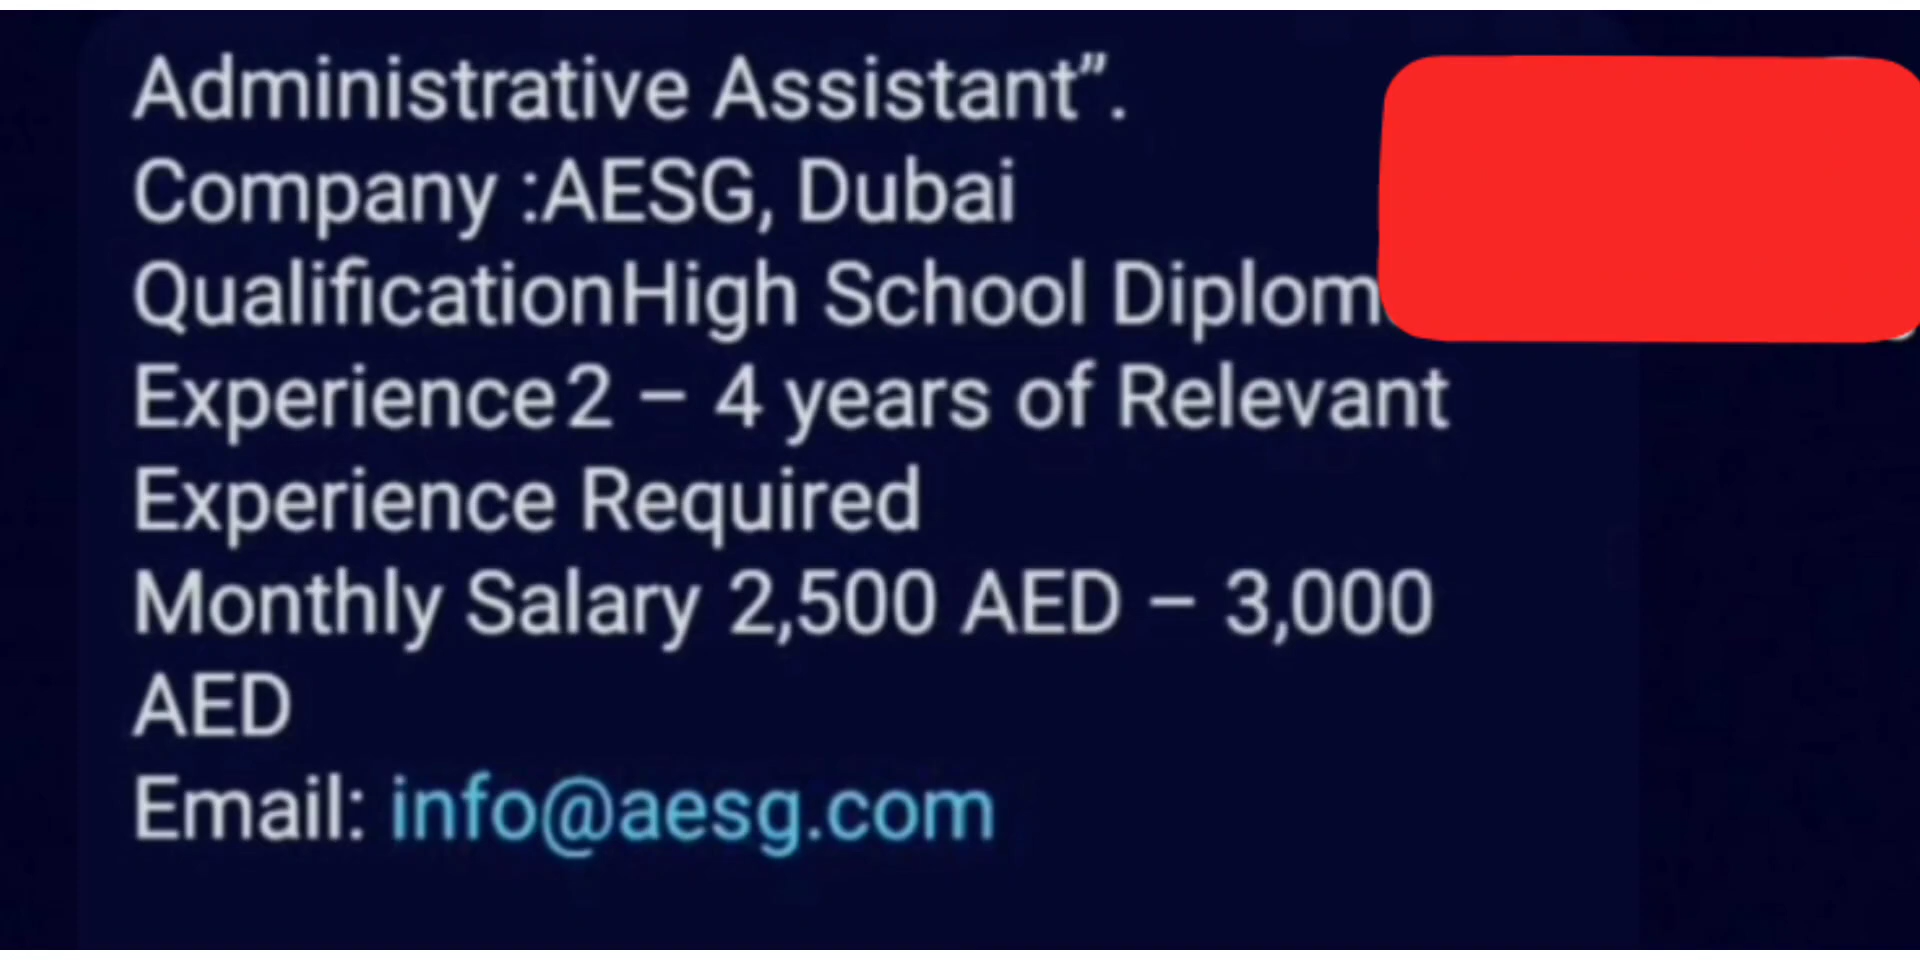 Administrative Assistant”.
Company :AESG, Dubai
QualificationHigh School
Experience2 – 4 years of Relevant
Experience Required
Monthly Salary 2,500 AED – 3,000
AED
Email: info@aesg.com